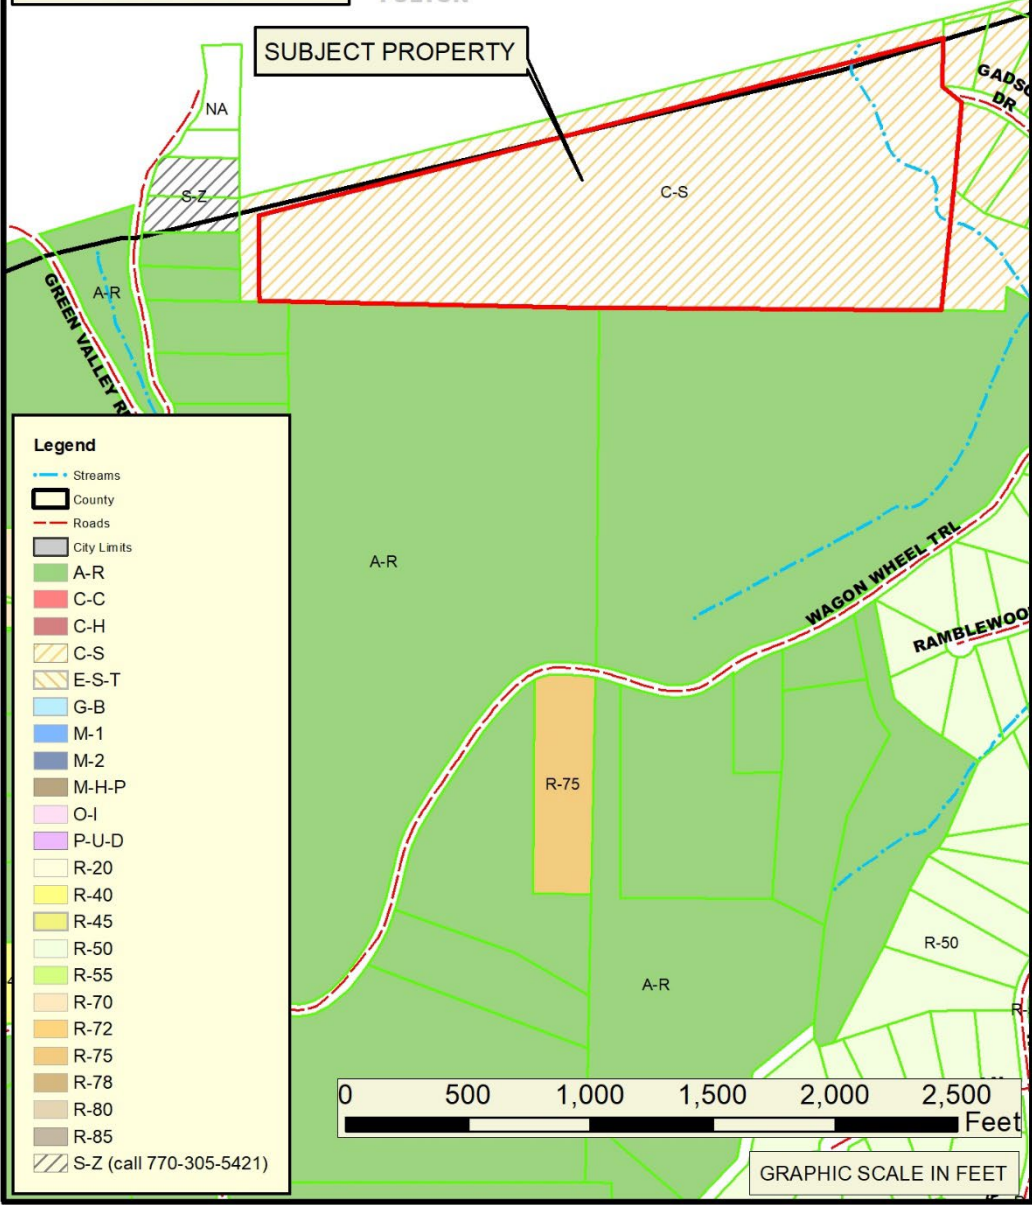 SUBJECT PROPERTY
NA
S-Z
C-S
A-R
GREEN VALLEY
A-R
WAGON WHEEL TRL
R-75
R-50
A-R
Legend
Streams
County
Roads
City Limits
A-R
C-C
C-H
C-S
E-S-T
G-B
M-1
M-2
M-H-P
O-I
P-U-D
R-20
R-40
R-45
R-50
R-55
R-70
R-72
R-75
R-78
R-80
R-85
S-Z (call 770-305-5421)
DR
0 500 1,000 1,500 2,000 2,500
Feet
GRAPHIC SCALE IN FEET